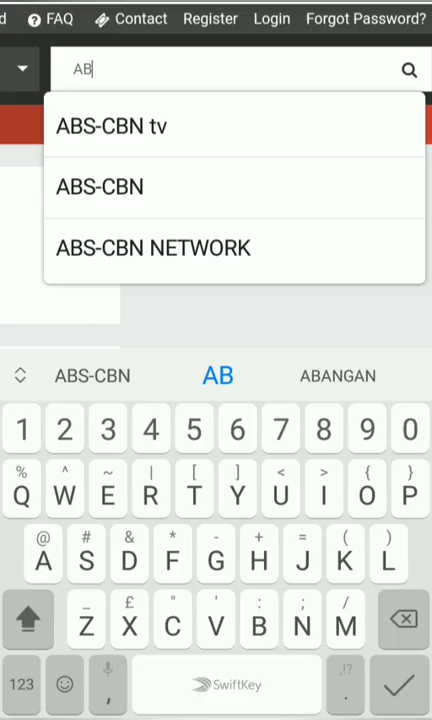 d FAQ Contact Register Login Forgot Password?
AB
ABS-CBN tv
ABS-CBN
ABS-CBN NETWORK
ABS-CBN AB ABANGAN
1 2 3 4 5 6 7 8 9 0
% ^ ~ | [ ] < > { }
Q W E R T Y U I O P
@ # & * - + = ( )
A S D F G H J K L
_ £ " ' : ; /
Z X C V B N M
,!?
123 , SwiftKey .